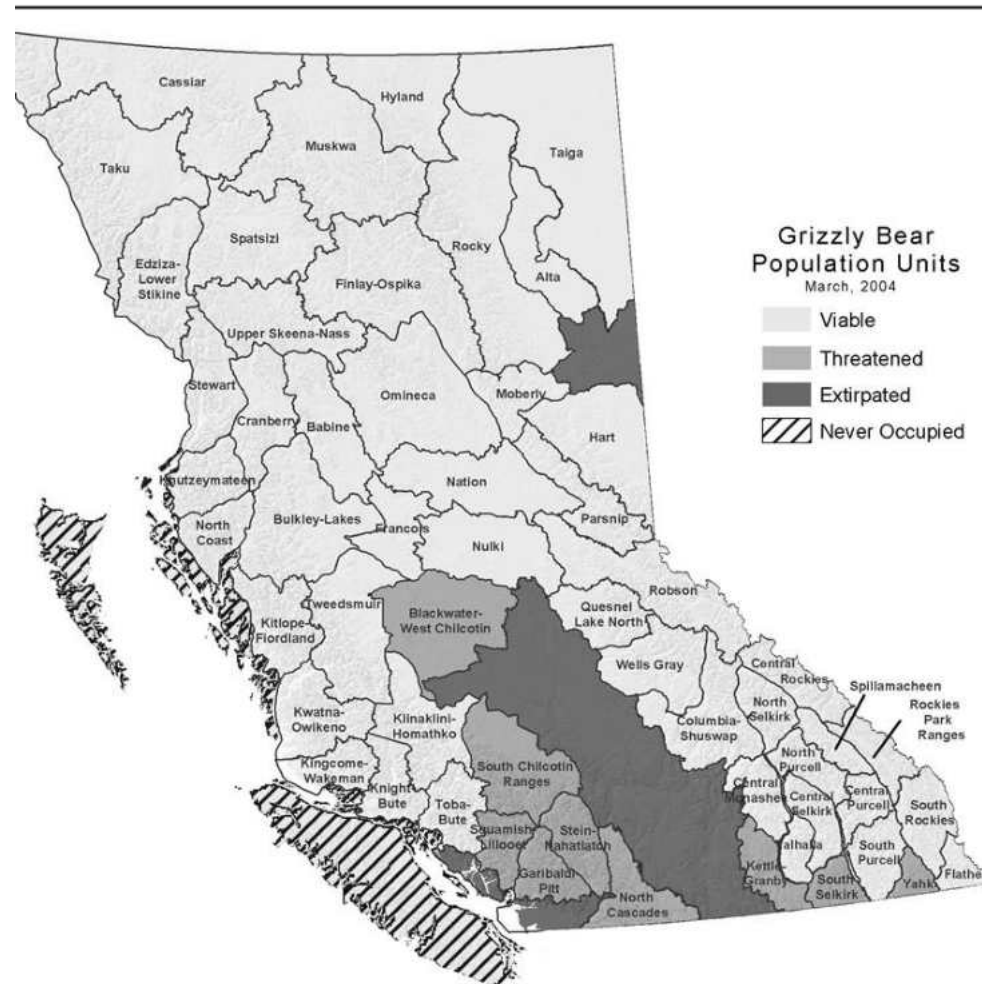 Cassiar
Hyland
Taku
Muskwa
Taiga
Spatsizi
Rocky
Edziza-
Lower
Stikine
Finlay-Ospika
Alta
Upper Skeena-Nass
Stewart
Cranberry
Babine
Omineca
Moberly
Hart
Khutzeymateen
Nation
North
Coast
Bulkley-Lakes
Francois
Nulki
Parsnip
Robson
Kitlope-
Fiordland
Tweedsmuir
Blackwater-
West Chilcotin
Quesnel
Lake North
Wells Gray
Central
Rockies-
Spillamacheen
Rockies
Park
Ranges
North
Selkirk
Columbia-
Shuswap
Kwatna-
Owikeno
Klinaklini-
Homathko
Kingcome-
Wakeman
Knight-
Bute
Toba-
Bute
South Chilcotin
Ranges
North
Purcell
Central
Monashee
Central
Selkirk
Central
Purcell
South
Rockies
Squamish-
Lillooet
Stein-
Nahatlatch
Garibaldi
Pitt
North
Cascades
Kettle-
Granby
alhalla
South
Selkirk
South
Purcell
Yahk
Flathe
Grizzly Bear
Population Units
March, 2004
Viable
Threatened
Extirpated
Never Occupied